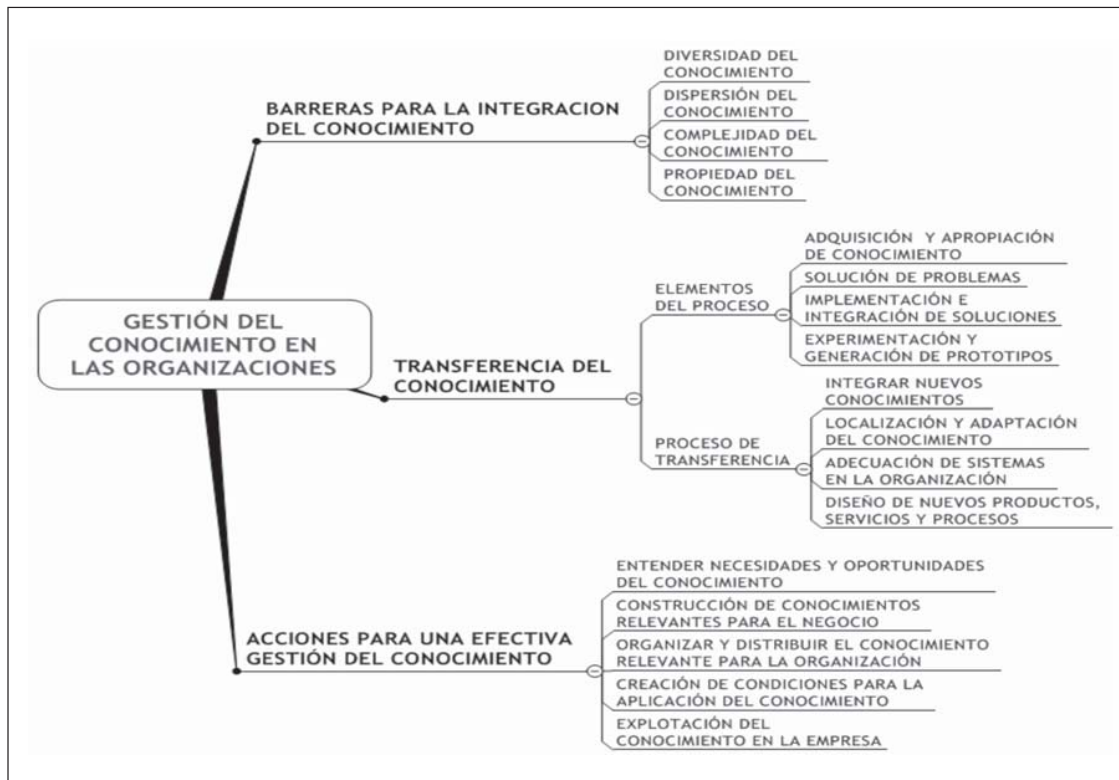 GESTIÓN DEL
CONOCIMIENTO EN
LAS ORGANIZACIONES
BARRERAS PARA LA INTEGRACION
DEL CONOCIMIENTO
DIVERSIDAD DEL
CONOCIMIENTO
DISPERSIÓN DEL
CONOCIMIENTO
COMPLEJIDAD DEL
CONOCIMIENTO
PROPIEDAD DEL
CONOCIMIENTO
TRANSFERENCIA DEL
CONOCIMIENTO
ELEMENTOS
DEL PROCESO
ADQUISICIÓN Y APROPIACIÓN
DE CONOCIMIENTO
SOLUCIÓN DE PROBLEMAS
IMPLEMENTACIÓN E
INTEGRACIÓN DE SOLUCIONES
EXPERIMENTACIÓN Y
GENERACIÓN DE PROTOTIPOS
PROCESO DE
TRANSFERENCIA
INTEGRAR NUEVOS
CONOCIMIENTOS
LOCALIZACIÓN Y ADAPTACIÓN
DEL CONOCIMIENTO
ADECUACIÓN DE SISTEMAS
EN LA ORGANIZACIÓN
DISEÑO DE NUEVOS PRODUCTOS,
SERVICIOS Y PROCESOS
ACCIONES PARA UNA EFECTIVA
GESTIÓN DEL CONOCIMIENTO
ENTENDER NECESIDADES Y OPORTUNIDADES
DEL CONOCIMIENTO
CONSTRUCCIÓN DE CONOCIMIENTOS
RELEVANTES PARA EL NEGOCIO
ORGANIZAR Y DISTRIBUIR EL CONOCIMIENTO
RELEVANTE PARA LA ORGANIZACIÓN
CREACIÓN DE CONDICIONES PARA LA
APLICACIÓN DEL CONOCIMIENTO
EXPLOTACIÓN DEL
CONOCIMIENTO EN LA EMPRESA